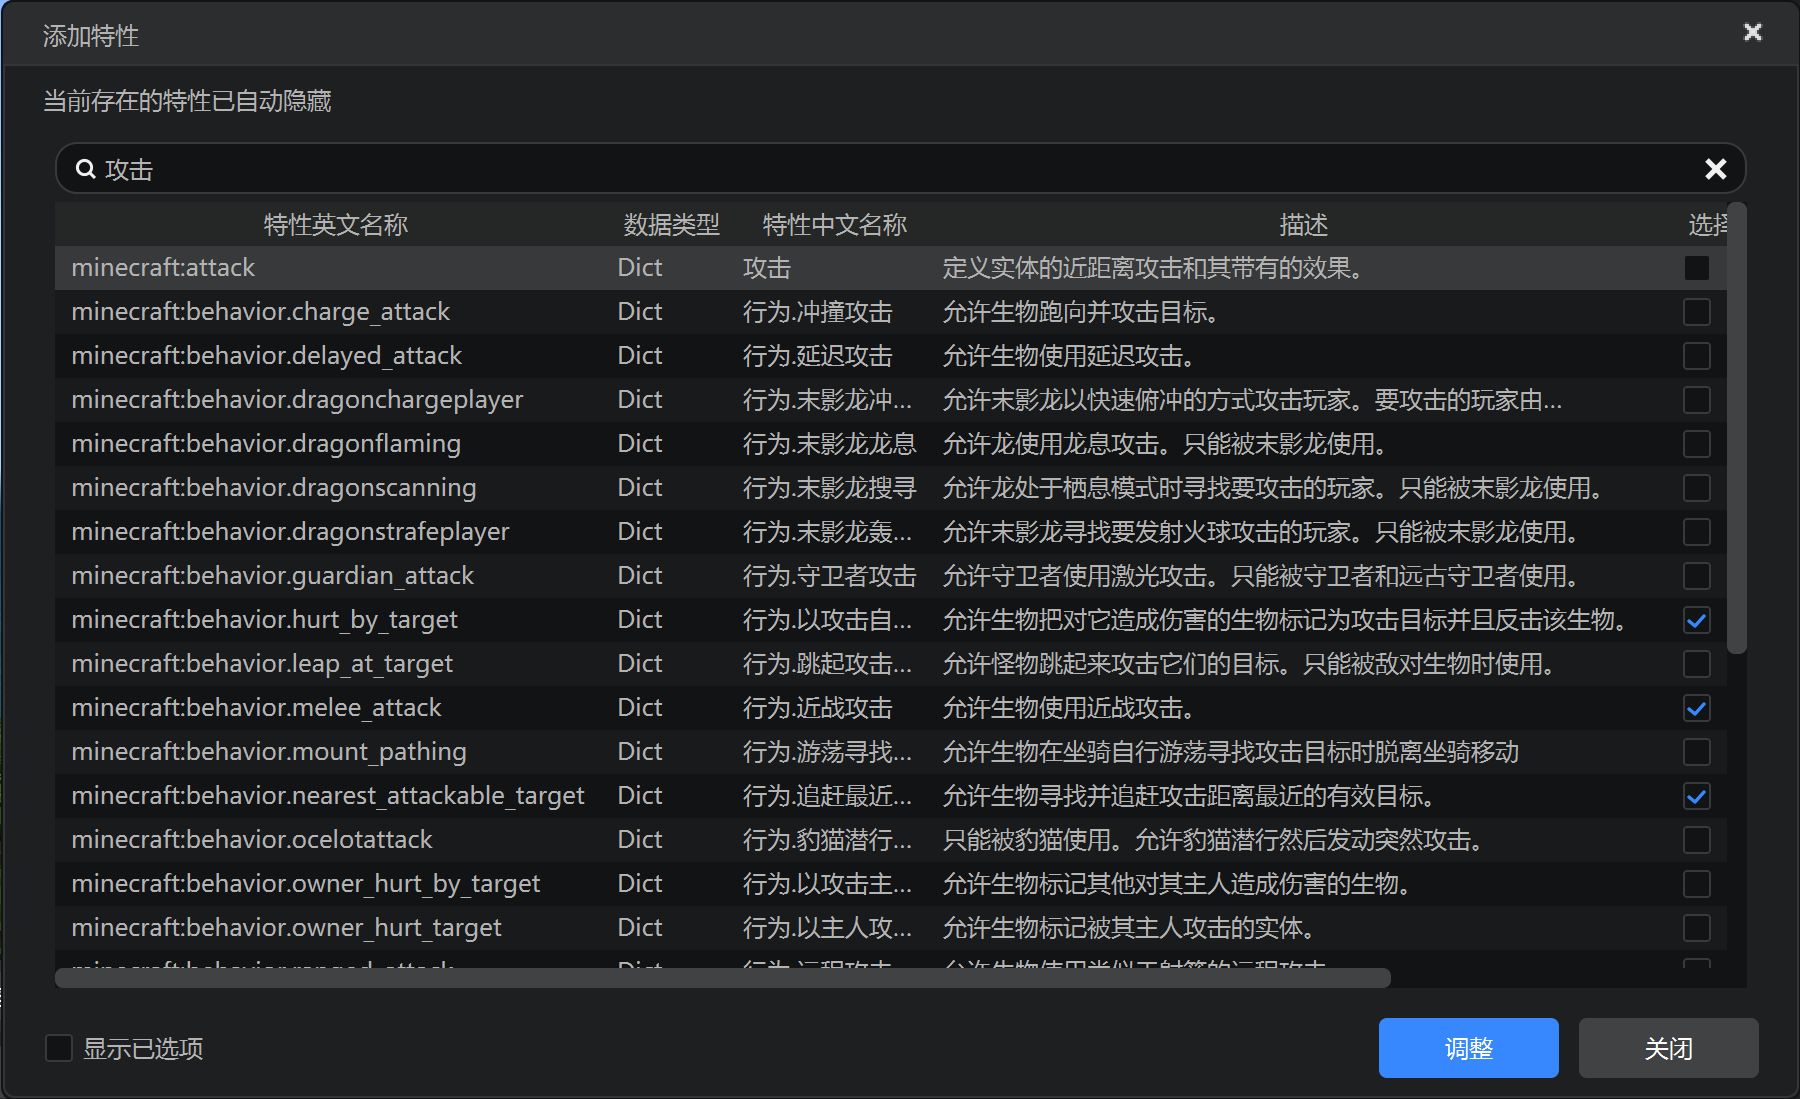 添加特性
当前存在的特性已自动隐藏
攻击
特性英文名称 数据类型 特性中文名称 描述 选择
minecraft:attack Dict 攻击 定义实体的近距离攻击和其带有的效果。
minecraft:behavior.charge_attack Dict 行为.冲撞攻击 允许生物跑向并攻击目标。
minecraft:behavior.delayed_attack Dict 行为.延迟攻击 允许生物使用延迟攻击。
minecraft:behavior.dragonchargeplayer Dict 行为.末影龙冲... 允许末影龙以快速俯冲的方式攻击玩家。要攻击的玩家由...
minecraft:behavior.dragonflaming Dict 行为.末影龙龙息 允许龙使用龙息攻击。只能被末影龙使用。
minecraft:behavior.dragonscanning Dict 行为.末影龙搜寻 允许龙处于栖息模式时寻找要攻击的玩家。只能被末影龙使用。
minecraft:behavior.dragonstrafeplayer Dict 行为.末影龙轰... 允许末影龙寻找要发射火球攻击的玩家。只能被末影龙使用。
minecraft:behavior.guardian_attack Dict 行为.守卫者攻击 允许守卫者使用激光攻击。只能被守卫者和远古守卫者使用。
minecraft:behavior.hurt_by_target Dict 行为.以攻击自... 允许生物把对它造成伤害的生物标记为攻击目标并且反击该生物。
minecraft:behavior.leap_at_target Dict 行为.跳起攻击... 允许怪物跳起来攻击它们的目标。只能被敌对生物时使用。
minecraft:behavior.melee_attack Dict 行为.近战攻击 允许生物使用近战攻击。
minecraft:behavior.mount_pathing Dict 行为.游荡寻找... 允许生物在坐骑自行游荡寻找攻击目标时脱离坐骑移动
minecraft:behavior.nearest_attackable_target Dict 行为.追赶最近... 允许生物寻找并追赶攻击距离最近的有效目标。
minecraft:behavior.ocelotattack Dict 行为.豹猫潜行... 只能被豹猫使用。允许豹猫潜行然后发动突然攻击。
minecraft:behavior.owner_hurt_by_target Dict 行为.以攻击主... 允许生物标记其他对其主人造成伤害的生物。
minecraft:behavior.owner_hurt_target Dict 行为.以主人攻... 允许生物标记被其主人攻击的实体。
minecraft:behavior.ranged_attack Dict 行为.远程攻击 允许生物使用类似于射箭的远程攻击
显示已选项
调整
关闭